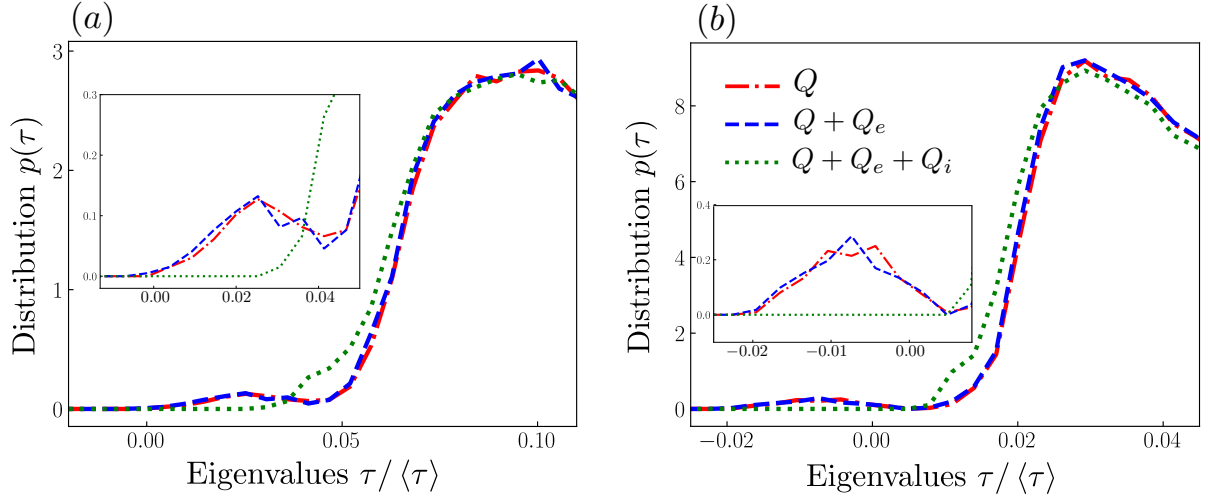 (a)
Distribution p(τ)
3
2
1
0
0.3
0.2
0.1
0.0
0.00 0.02 0.04
0.00 0.05 0.10
Eigenvalues τ/⟨τ⟩
(b)
Distribution p(τ)
8
6
4
2
0
Q
Q + Q_e
Q + Q_e + Q_i
0.4
0.2
0.0
−0.02 −0.01 0.00
−0.02 0.00 0.02 0.04
Eigenvalues τ/⟨τ⟩